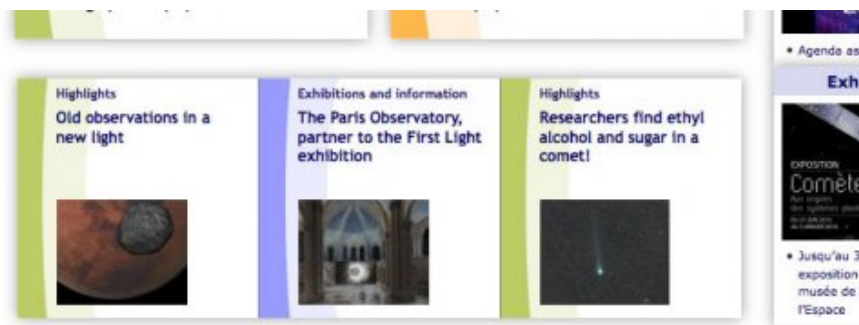 Highlights
Old observations in a
new light
Exhibitions and information
The Paris Observatory,
partner to the First Light
exhibition
Highlights
Researchers find ethyl
alcohol and sugar in a
comet!
• Agenda as
Exh
EXPOSITION
Comète
• Jusqu'au 3
exposition
musée de
l'Espace